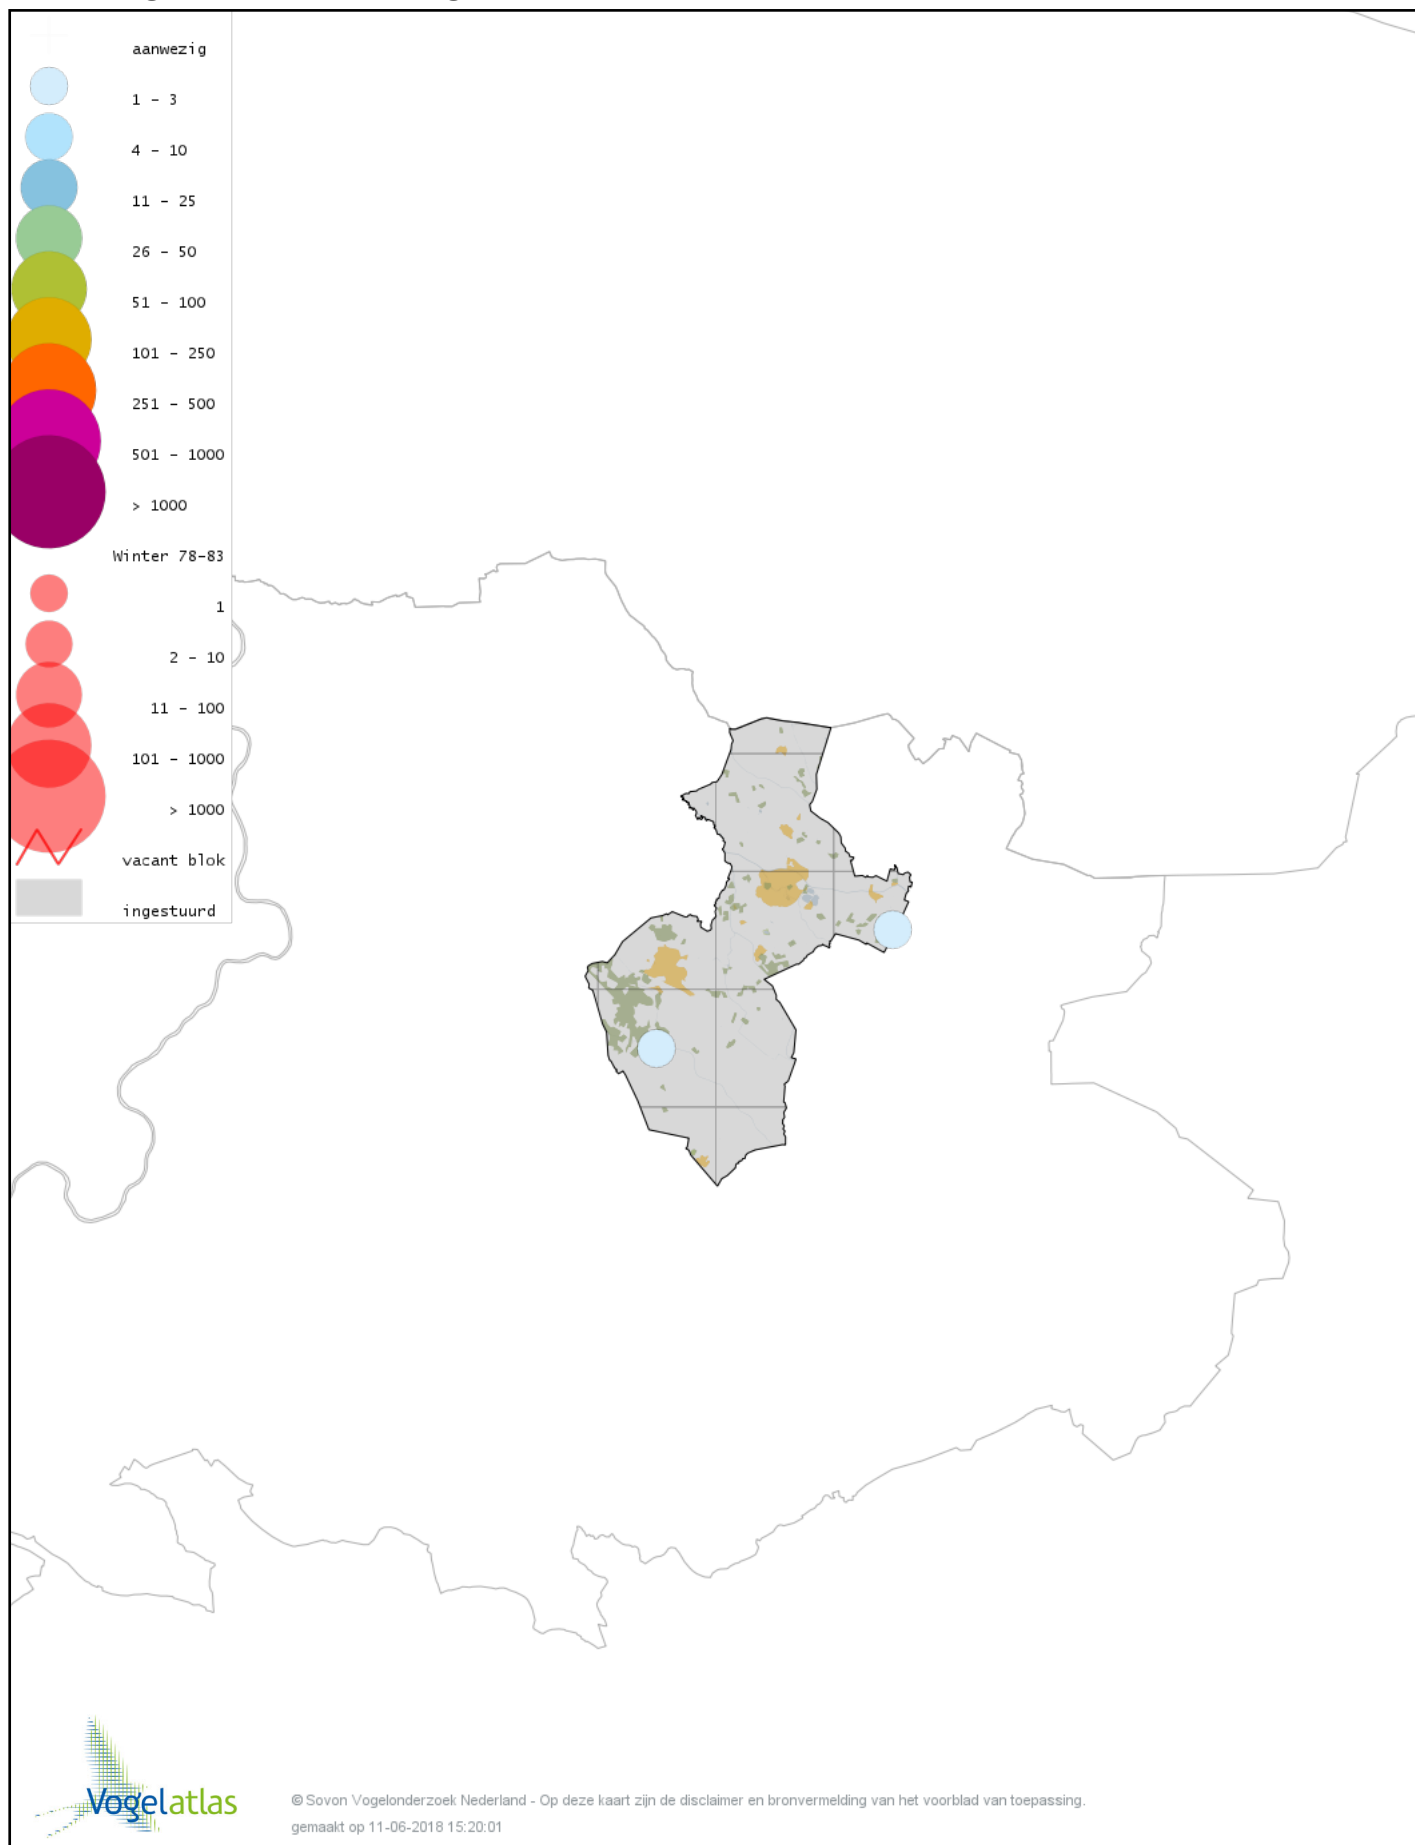 aanwezig
1 – 3
4 – 10
11 – 25
26 – 50
51 – 100
101 – 250
251 – 500
501 – 1000
> 1000
Winter 78–83
1
2 – 10
11 – 100
101 – 1000
> 1000
vacant blok
ingestuurd
Vogelatlas
© Sovon Vogelonderzoek Nederland - Op deze kaart zijn de disclaimer en bronvermelding van het voorblad van toepassing.
gemaakt op 11-06-2018 15:20:01